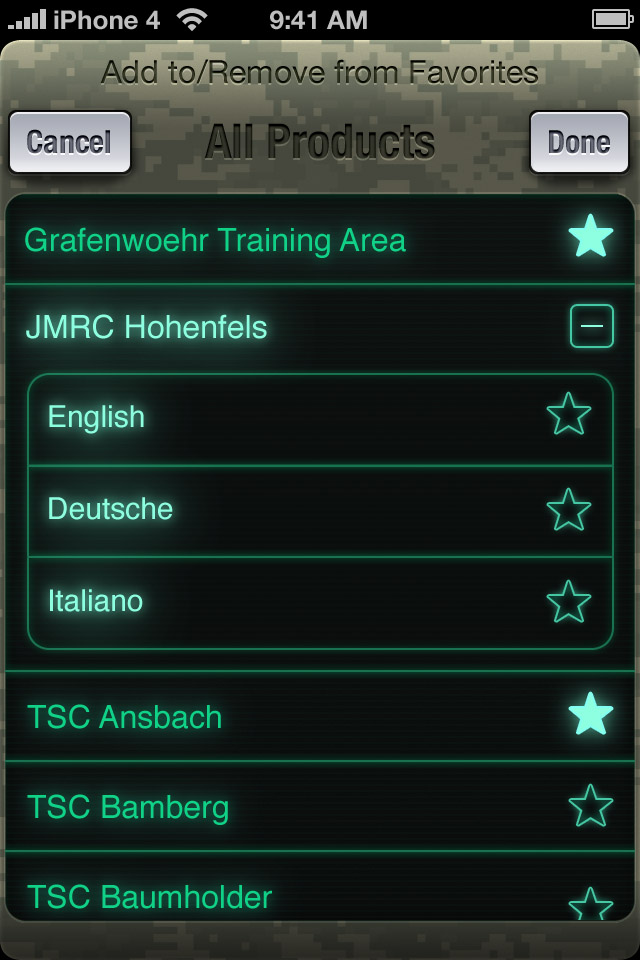 iPhone 4 9:41 AM
Add to/Remove from Favorites
Cancel All Products Done
Grafenwoehr Training Area
JMRC Hohenfels
English
Deutsche
Italiano
TSC Ansbach
TSC Bamberg
TSC Baumholder